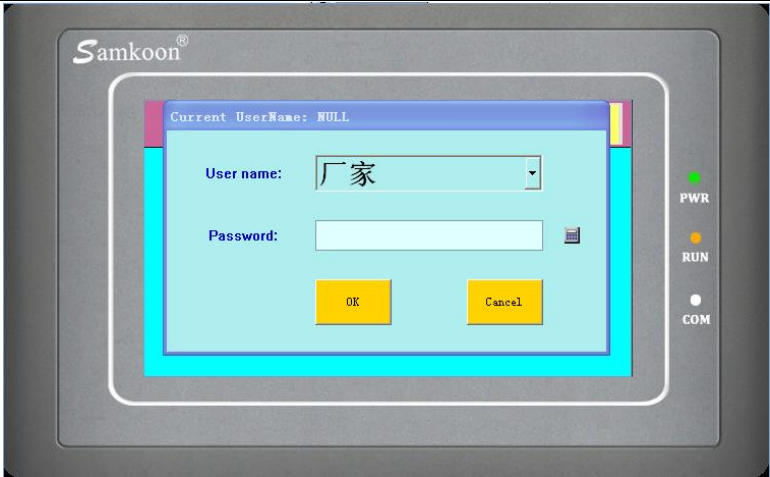 Samkoon®
Current UserName: NULL
User name: 厂家
Password:
OK Cancel
PWR
RUN
COM